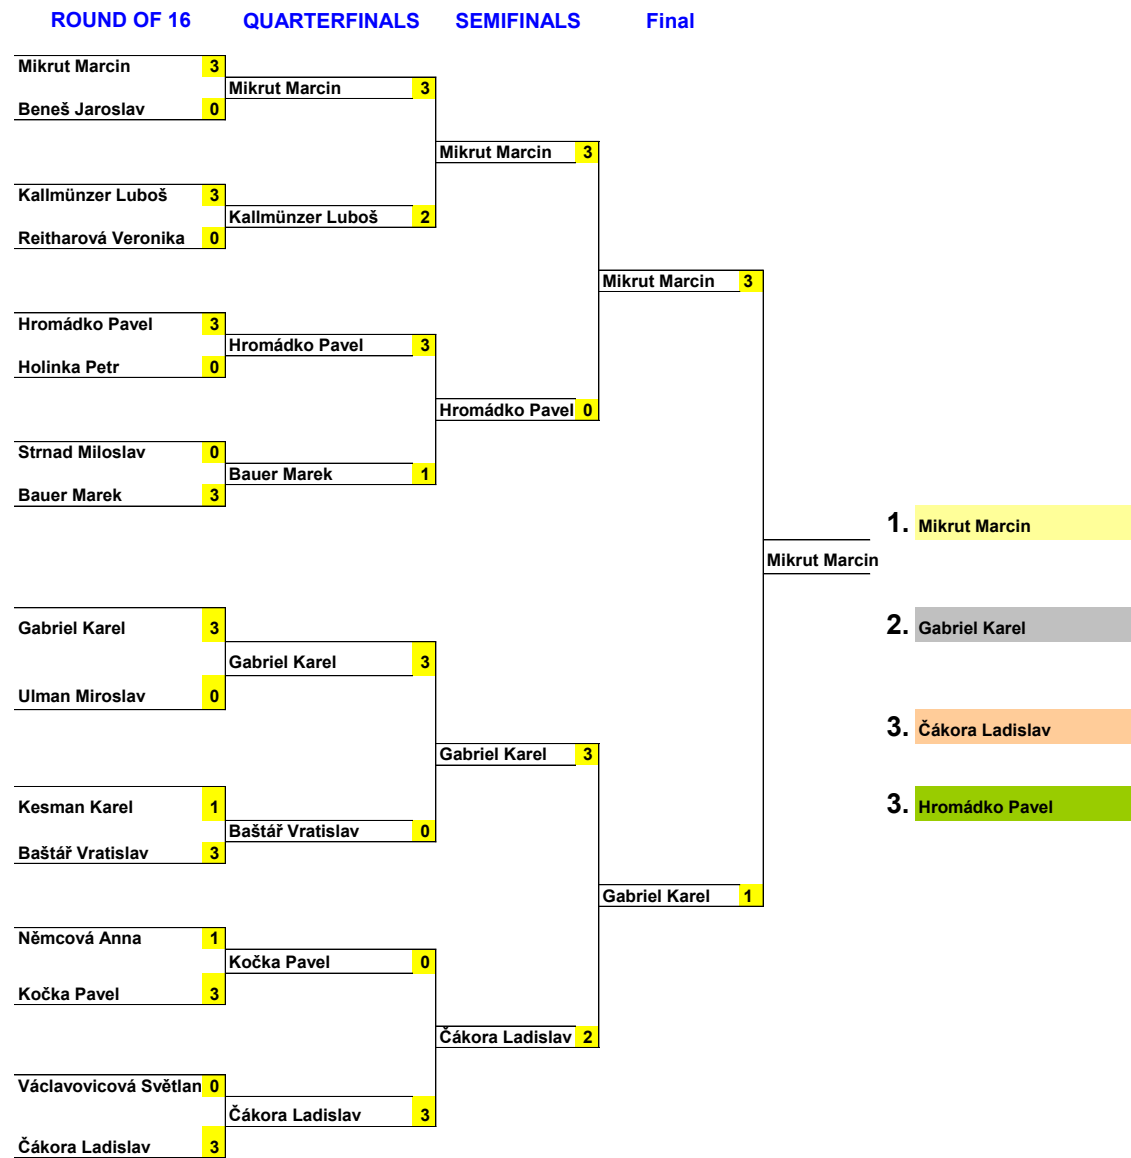 ROUND OF 16 QUARTERFINALS SEMIFINALS Final
Mikrut Marcin 3
Mikrut Marcin 3
Beneš Jaroslav 0
Mikrut Marcin 3
Kallmünzer Luboš 3
Kallmünzer Luboš 2
Reitharová Veronika 0
Mikrut Marcin 3
Hromádko Pavel 3
Hromádko Pavel 3
Holinka Petr 0
Hromádko Pavel 0
Strnad Miloslav 0
Bauer Marek 1
Bauer Marek 3
1. Mikrut Marcin
Mikrut Marcin
Gabriel Karel 3
2. Gabriel Karel
Gabriel Karel 3
Ulman Miroslav 0
3. Čákora Ladislav
Gabriel Karel 3
Kesman Karel 1
3. Hromádko Pavel
Baštář Vratislav 0
Baštář Vratislav 3
Gabriel Karel 1
Němcová Anna 1
Kočka Pavel 0
Kočka Pavel 3
Čákora Ladislav 2
Václavovicová Světlan 0
Čákora Ladislav 3
Čákora Ladislav 3